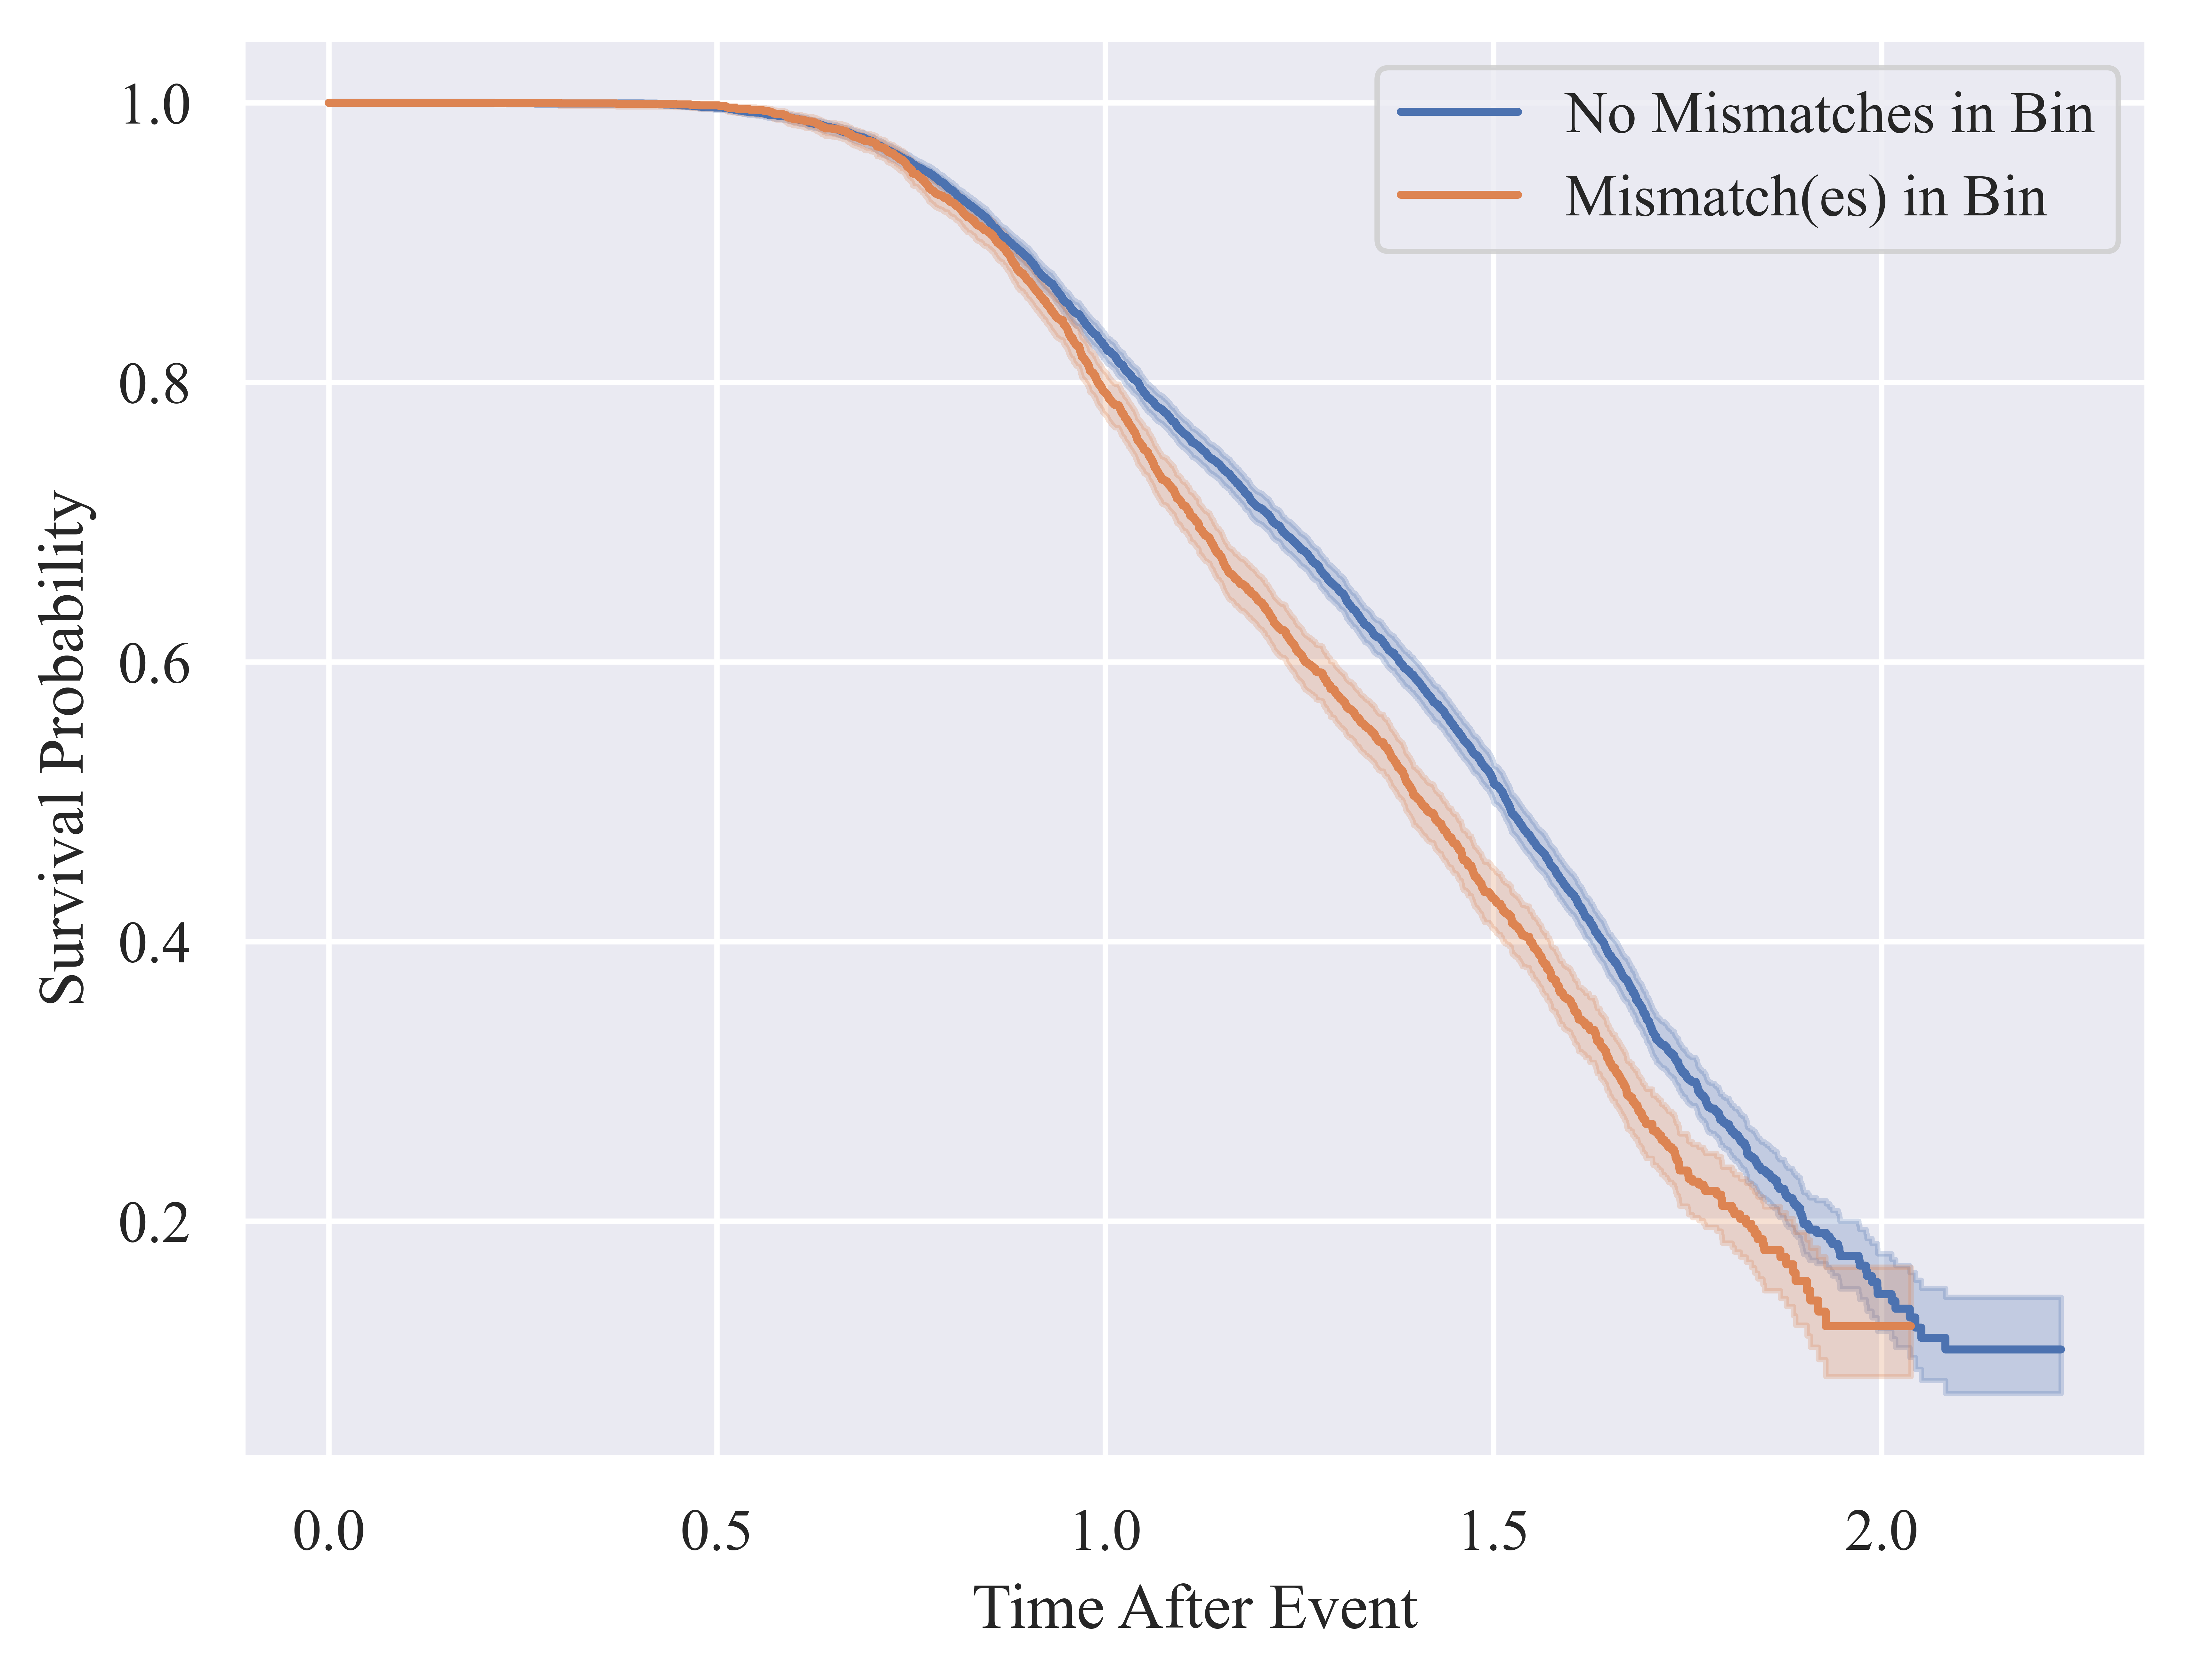 No Mismatches in Bin
Mismatch(es) in Bin
1.0
0.8
0.6
0.4
0.2
Survival Probability
0.0 0.5 1.0 1.5 2.0
Time After Event